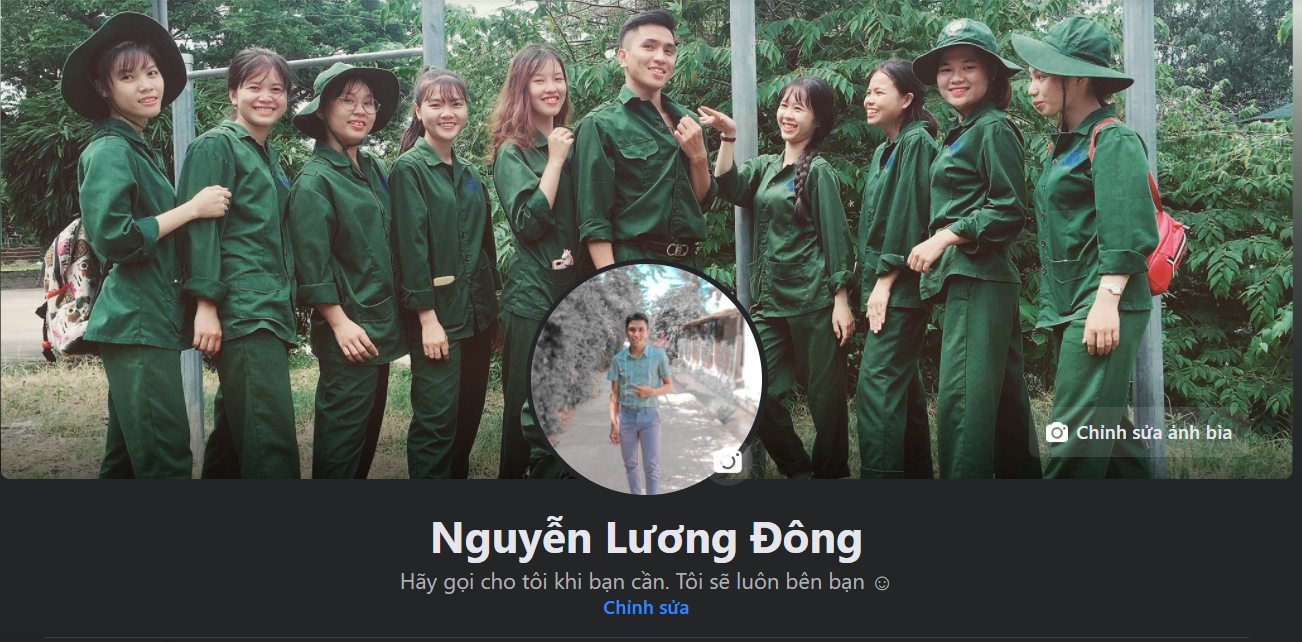 Chỉnh sửa ảnh bìa
Nguyễn Lương Đông
Hãy gọi cho tôi khi bạn cần. Tôi sẽ luôn bên bạn ☺
Chỉnh sửa